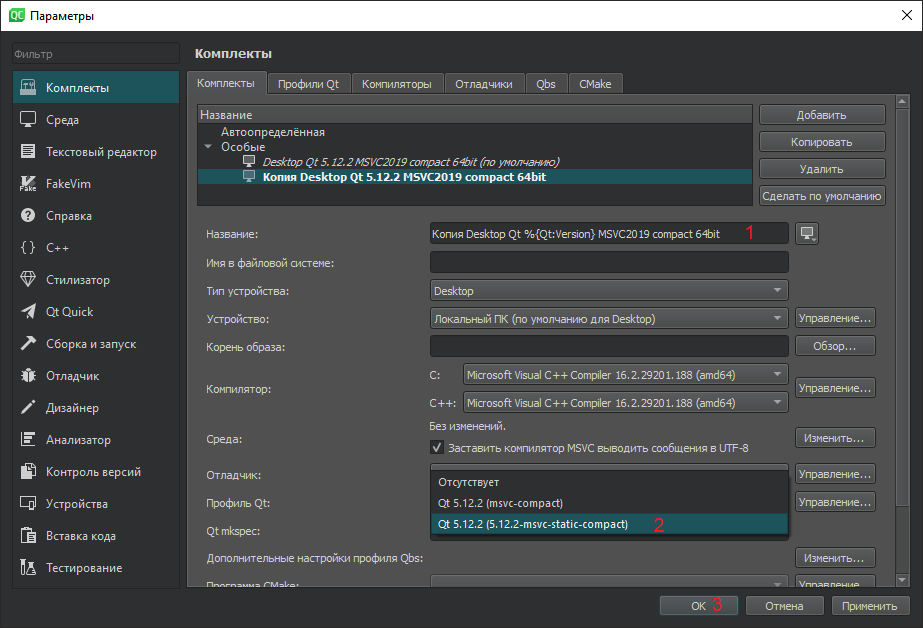 QC Параметры
Фильтр
Комплекты
Среда
Текстовый редактор
FakeVim
Справка
C++
Стилизатор
Qt Quick
Сборка и запуск
Отладчик
Дизайнер
Анализатор
Контроль версий
Устройства
Вставка кода
Тестирование
Комплекты
Комплекты Профили Qt Компиляторы Отладчики Qbs CMake
Название
Автоопределённая
Особые
Desktop Qt 5.12.2 MSVC2019 compact 64bit (по умолчанию)
Копия Desktop Qt 5.12.2 MSVC2019 compact 64bit
Добавить
Копировать
Удалить
Сделать по умолчанию
Название: Копия Desktop Qt %{Qt:Version} MSVC2019 compact 64bit 1
Имя в файловой системе:
Тип устройства: Desktop
Устройство: Локальный ПК (по умолчанию для Desktop) Управление...
Корень образа: Обзор...
Компилятор:
C: Microsoft Visual C++ Compiler 16.2.29201.188 (amd64)
C++: Microsoft Visual C++ Compiler 16.2.29201.188 (amd64)
Управление...
Среда:
Без изменений.
Заставить компилятор MSVC выводить сообщения в UTF-8
Изменить...
Отладчик: Управление...
Отсутствует
Профиль Qt: Qt 5.12.2 (msvc-compact) Управление...
Qt 5.12.2 (5.12.2-msvc-static-compact) 2
Qt mkspec:
Дополнительные настройки профиля Qbs: Изменить...
Программа CMake: Управление...
OK 3 Отмена Применить